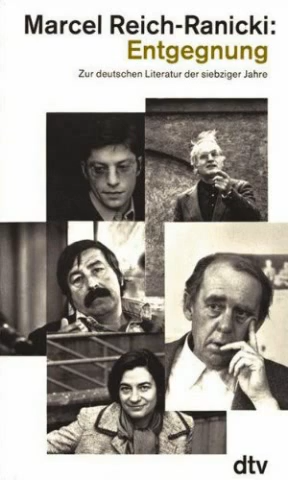 Marcel Reich-Ranicki:
Entgegnung
Zur deutschen Literatur der siebziger Jahre
dtv